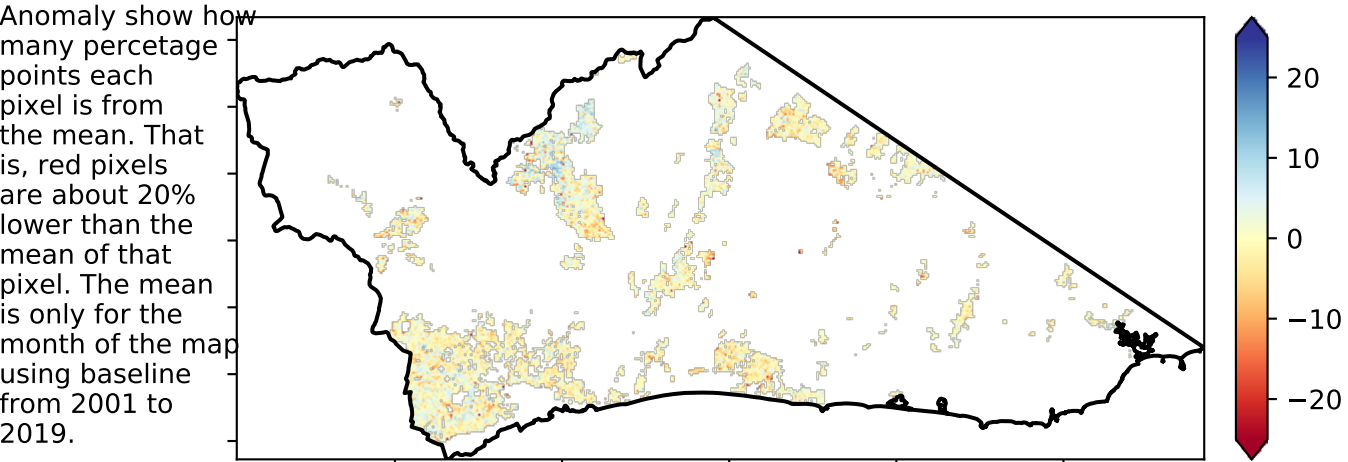 Anomaly show how
many percetage
points each
pixel is from
the mean. That
is, red pixels
are about 20%
lower than the
mean of that
pixel. The mean
is only for the
month of the map
using baseline
from 2001 to
2019.
20
10
0
−10
−20